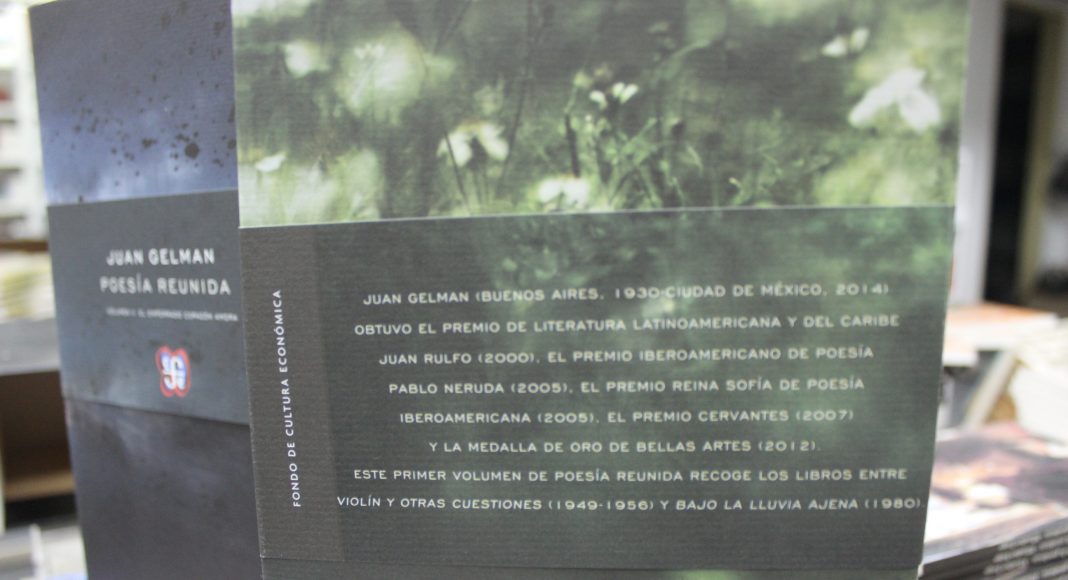 JUAN GELMAN
POESÍA REUNIDA
FONDO DE CULTURA ECONÓMICA
JUAN GELMAN (BUENOS AIRES, 1930-CIUDAD DE MÉXICO, 2014)
OBTUVO EL PREMIO DE LITERATURA LATINOAMERICANA Y DEL CARIBE
JUAN RULFO (2000), EL PREMIO IBEROAMERICANO DE POESÍA
PABLO NERUDA (2005), EL PREMIO REINA SOFÍA DE POESÍA
IBEROAMERICANA (2005), EL PREMIO CERVANTES (2007)
Y LA MEDALLA DE ORO DE BELLAS ARTES (2012).
ESTE PRIMER VOLUMEN DE POESÍA REUNIDA RECOGE LOS LIBROS ENTRE
VIOLÍN Y OTRAS CUESTIONES (1949-1956) Y BAJO LA LLUVIA AJENA (1980).